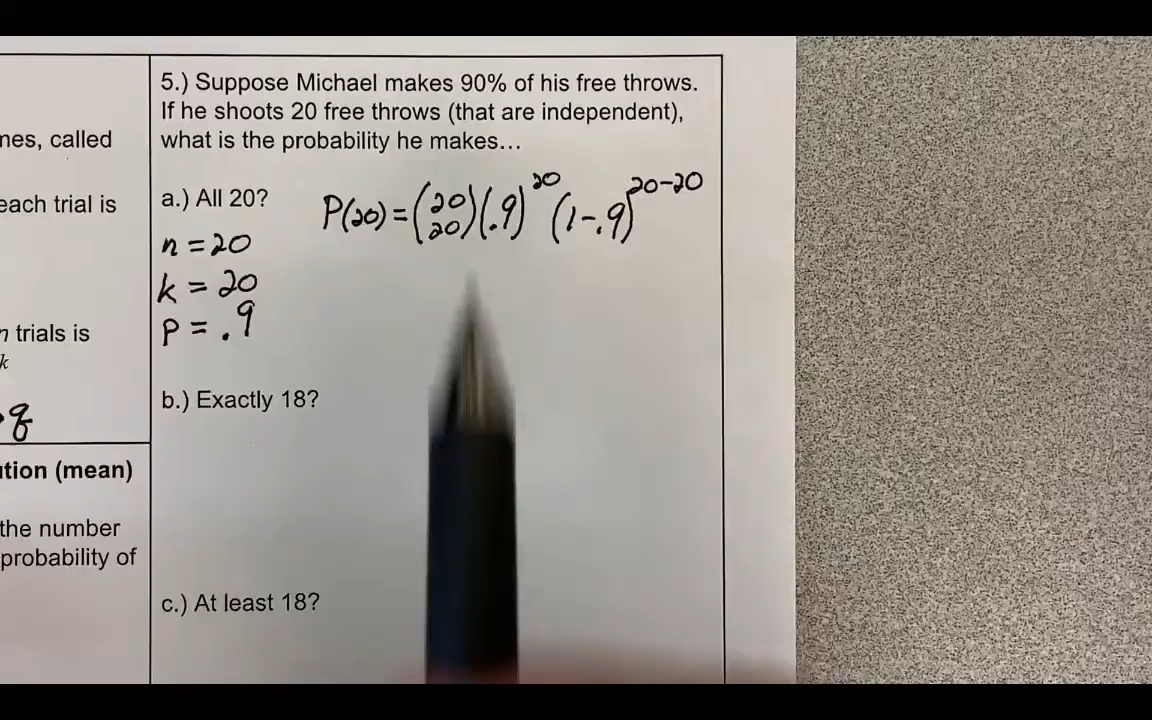 mes, called
each trial is
n trials is
k
q
ution (mean)
the number
probability of
5.) Suppose Michael makes 90% of his free throws.
If he shoots 20 free throws (that are independent),
what is the probability he makes…
a.) All 20?
P(20) = (20 20)(.9)^20 (1-.9)^20-20
n = 20
k = 20
p = .9
b.) Exactly 18?
c.) At least 18?